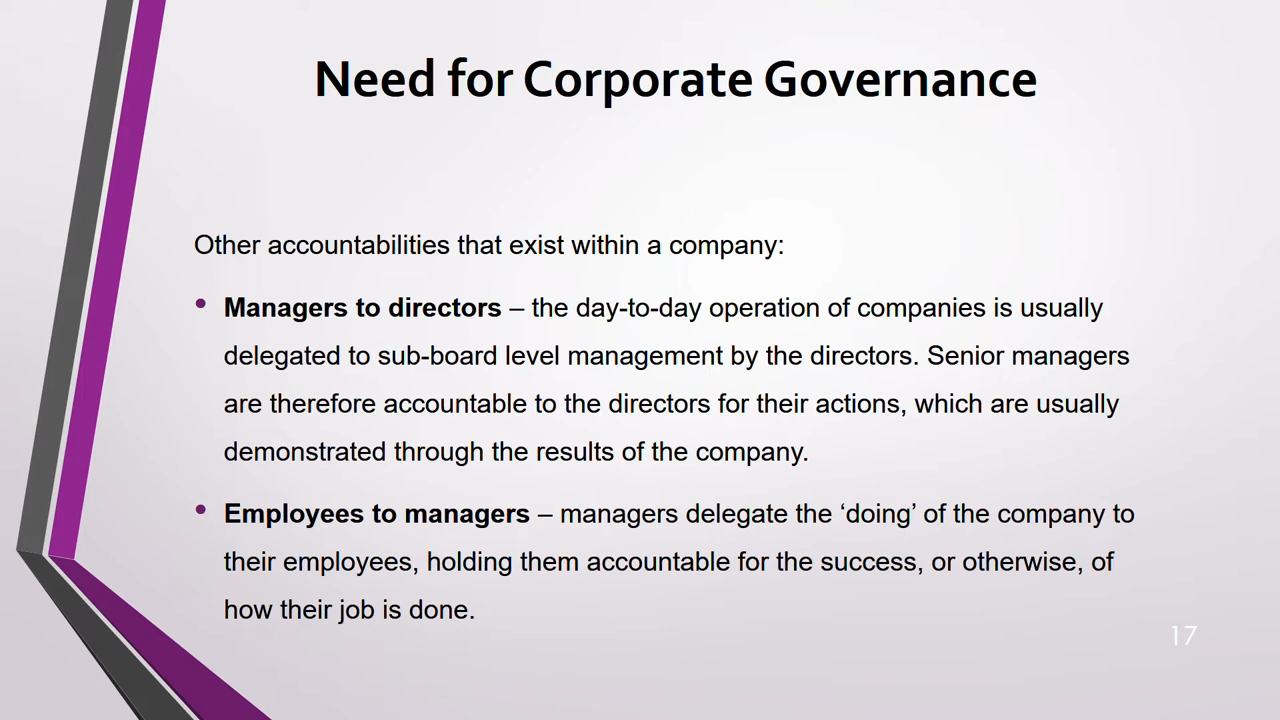 Need for Corporate Governance
Other accountabilities that exist within a company:
• Managers to directors – the day-to-day operation of companies is usually
delegated to sub-board level management by the directors. Senior managers
are therefore accountable to the directors for their actions, which are usually
demonstrated through the results of the company.
• Employees to managers – managers delegate the ‘doing’ of the company to
their employees, holding them accountable for the success, or otherwise, of
how their job is done.
17